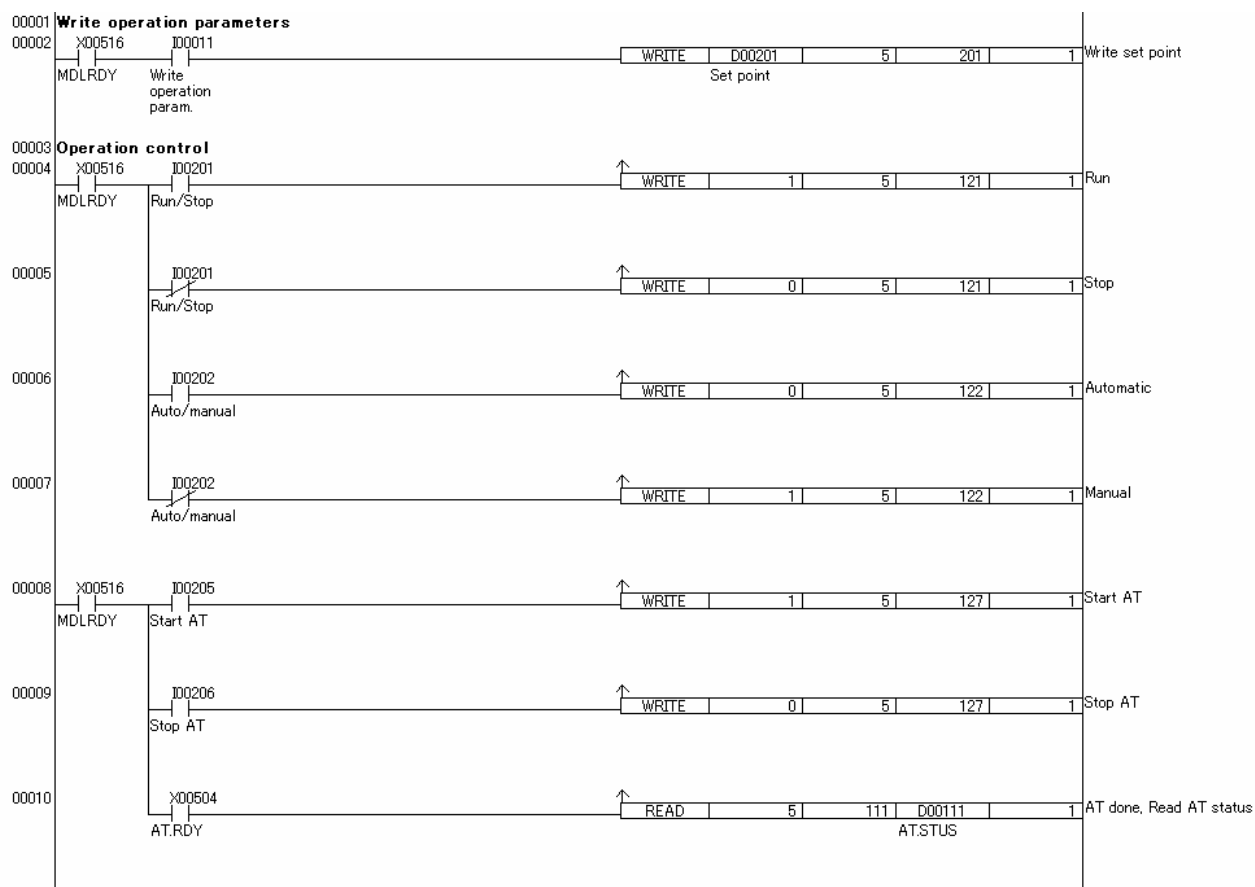 00001 Write operation parameters
00002 X00516 I00011
WRITE D00201 5 201 1 Write set point
MDLRDY Write operation param. Set point
00003 Operation control
00004 X00516 I00201
WRITE 1 5 121 1 Run
MDLRDY Run/Stop
00005 I00201
WRITE 0 5 121 1 Stop
Run/Stop
00006 I00202
WRITE 0 5 122 1 Automatic
Auto/manual
00007 I00202
WRITE 1 5 122 1 Manual
Auto/manual
00008 X00516 I00205
WRITE 1 5 127 1 Start AT
MDLRDY Start AT
00009 I00206
WRITE 0 5 127 1 Stop AT
Stop AT
00010 X00504
READ 5 111 D00111 1 AT done, Read AT status
AT.RDY AT.STUS